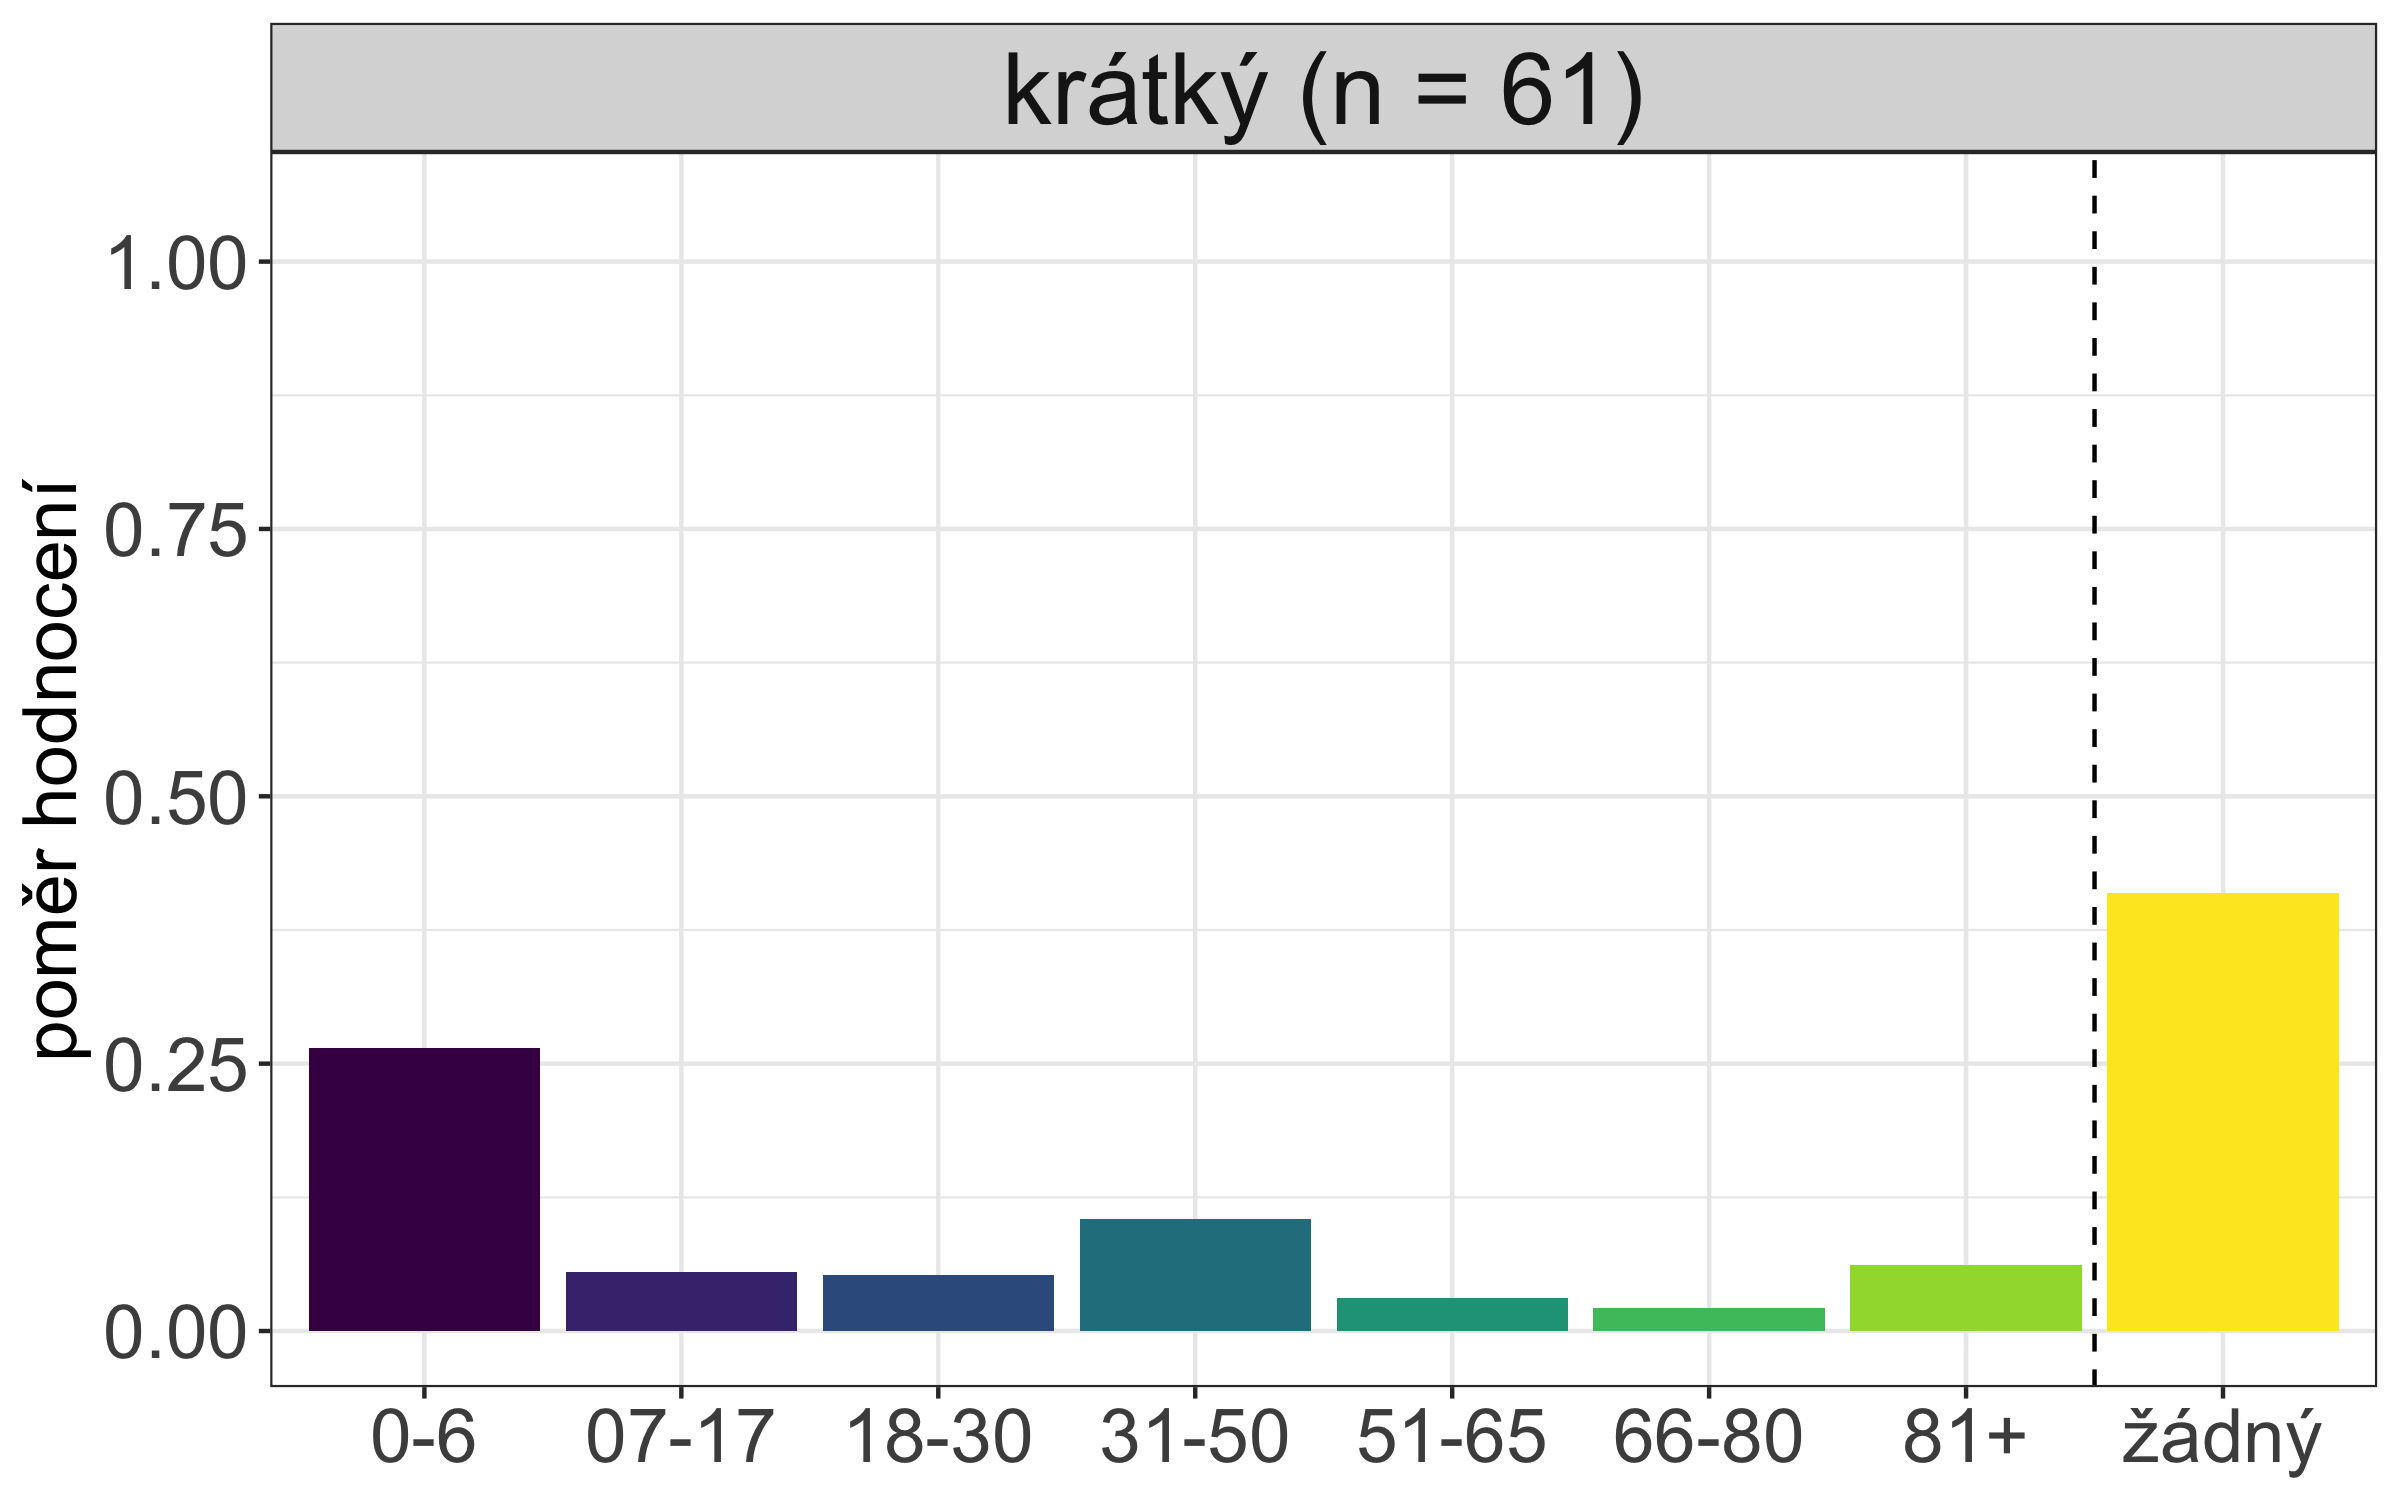 krátký (n = 61)
poměr hodnocení
1.00
0.75
0.50
0.25
0.00
0-6 07-17 18-30 31-50 51-65 66-80 81+ žádný